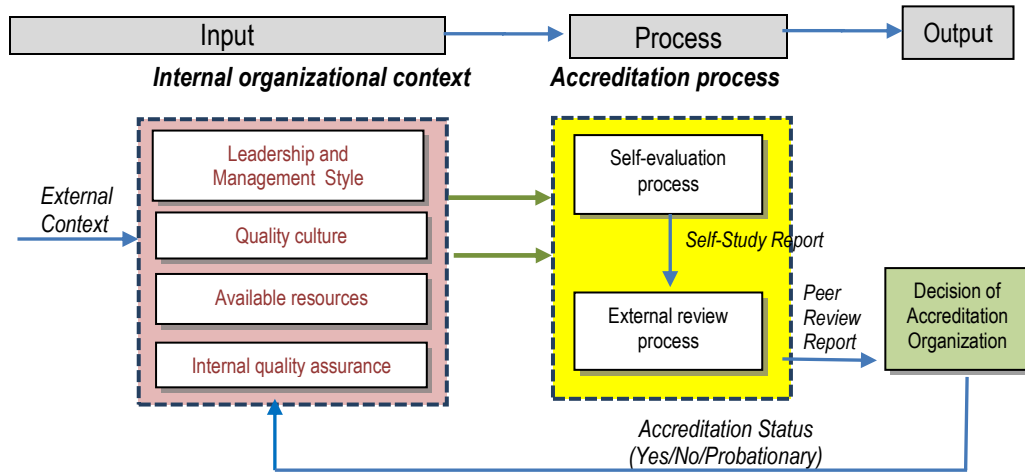 Input
Process
Output
Internal organizational context
Accreditation process
External
Context
Leadership and
Management Style
Quality culture
Available resources
Internal quality assurance
Self-evaluation
process
Self-Study Report
External review
process
Peer
Review
Report
Decision of
Accreditation
Organization
Accreditation Status
(Yes/No/Probationary)